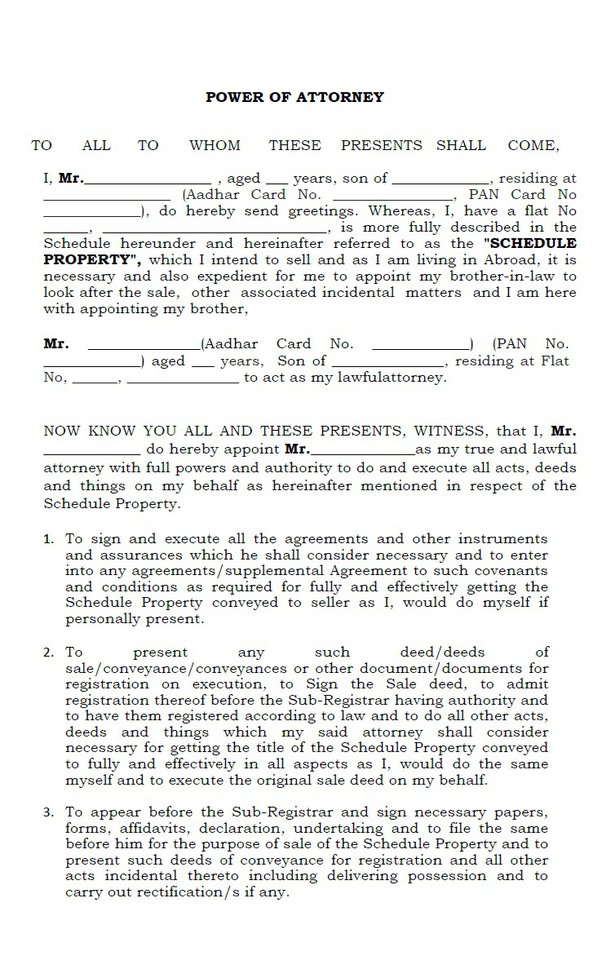 POWER OF ATTORNEY
TO ALL TO WHOM THESE PRESENTS SHALL COME,
I, Mr.________________ , aged ___ years, son of ____________, residing at
________________ (Aadhar Card No. _______________, PAN Card No
____________), do hereby send greetings. Whereas, I, have a flat No
______, ____________________________, is more fully described in the
Schedule hereunder and hereinafter referred to as the "SCHEDULE
PROPERTY", which I intend to sell and as I am living in Abroad, it is
necessary and also expedient for me to appoint my brother-in-law to
look after the sale, other associated incidental matters and I am here
with appointing my brother,
Mr. ______________(Aadhar Card No. ____________) (PAN No.
____________) aged ___ years, Son of ______________, residing at Flat
No, ______, ______________ to act as my lawfulattorney.
NOW KNOW YOU ALL AND THESE PRESENTS, WITNESS, that I, Mr.
____________ do hereby appoint Mr._____________as my true and lawful
attorney with full powers and authority to do and execute all acts, deeds
and things on my behalf as hereinafter mentioned in respect of the
Schedule Property.
1. To sign and execute all the agreements and other instruments
and assurances which he shall consider necessary and to enter
into any agreements/supplemental Agreement to such covenants
and conditions as required for fully and effectively getting the
Schedule Property conveyed to seller as I, would do myself if
personally present.
2. To present any such deed/deeds of
sale/conveyance/conveyances or other document/documents for
registration on execution, to Sign the Sale deed, to admit
registration thereof before the Sub-Registrar having authority and
to have them registered according to law and to do all other acts,
deeds and things which my said attorney shall consider
necessary for getting the title of the Schedule Property conveyed
to fully and effectively in all aspects as I, would do the same
myself and to execute the original sale deed on my behalf.
3. To appear before the Sub-Registrar and sign necessary papers,
forms, affidavits, declaration, undertaking and to file the same
before him for the purpose of sale of the Schedule Property and to
present such deeds of conveyance for registration and all other
acts incidental thereto including delivering possession and to
carry out rectification/s if any.